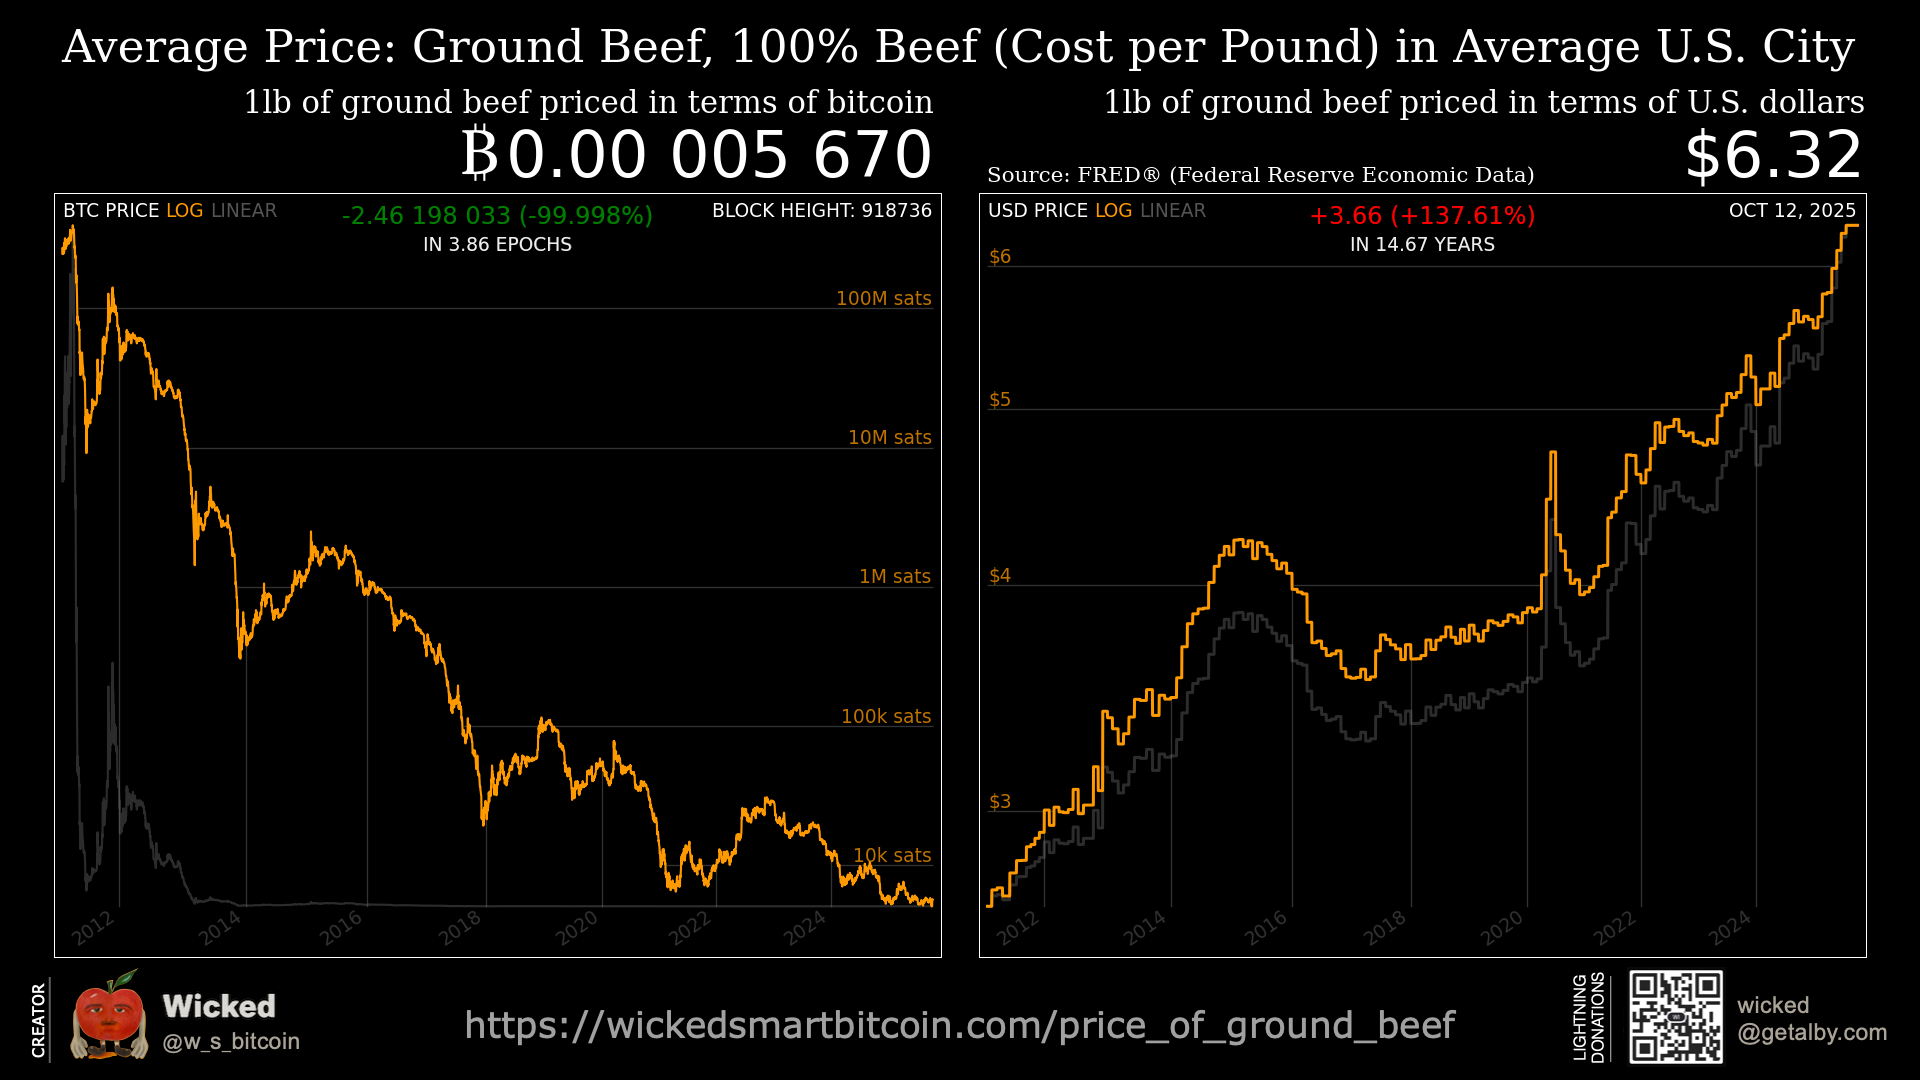 Average Price: Ground Beef, 100% Beef (Cost per Pound) in Average U.S. City
1lb of ground beef priced in terms of bitcoin
₿0.00 005 670
BTC PRICE LOG LINEAR
-2.46 198 033 (-99.998%)
IN 3.86 EPOCHS
BLOCK HEIGHT: 918736
100M sats
10M sats
1M sats
100k sats
10k sats
2012
2014
2016
2018
2020
2022
2024
1lb of ground beef priced in terms of U.S. dollars
$6.32
Source: FRED® (Federal Reserve Economic Data)
USD PRICE LOG LINEAR
+3.66 (+137.61%)
IN 14.67 YEARS
OCT 12, 2025
$6
$5
$4
$3
2012
2014
2016
2018
2020
2022
2024
CREATOR
Wicked
@w_s_bitcoin
https://wickedsmartbitcoin.com/price_of_ground_beef
LIGHTNING
DONATIONS
wicked
@getalby.com